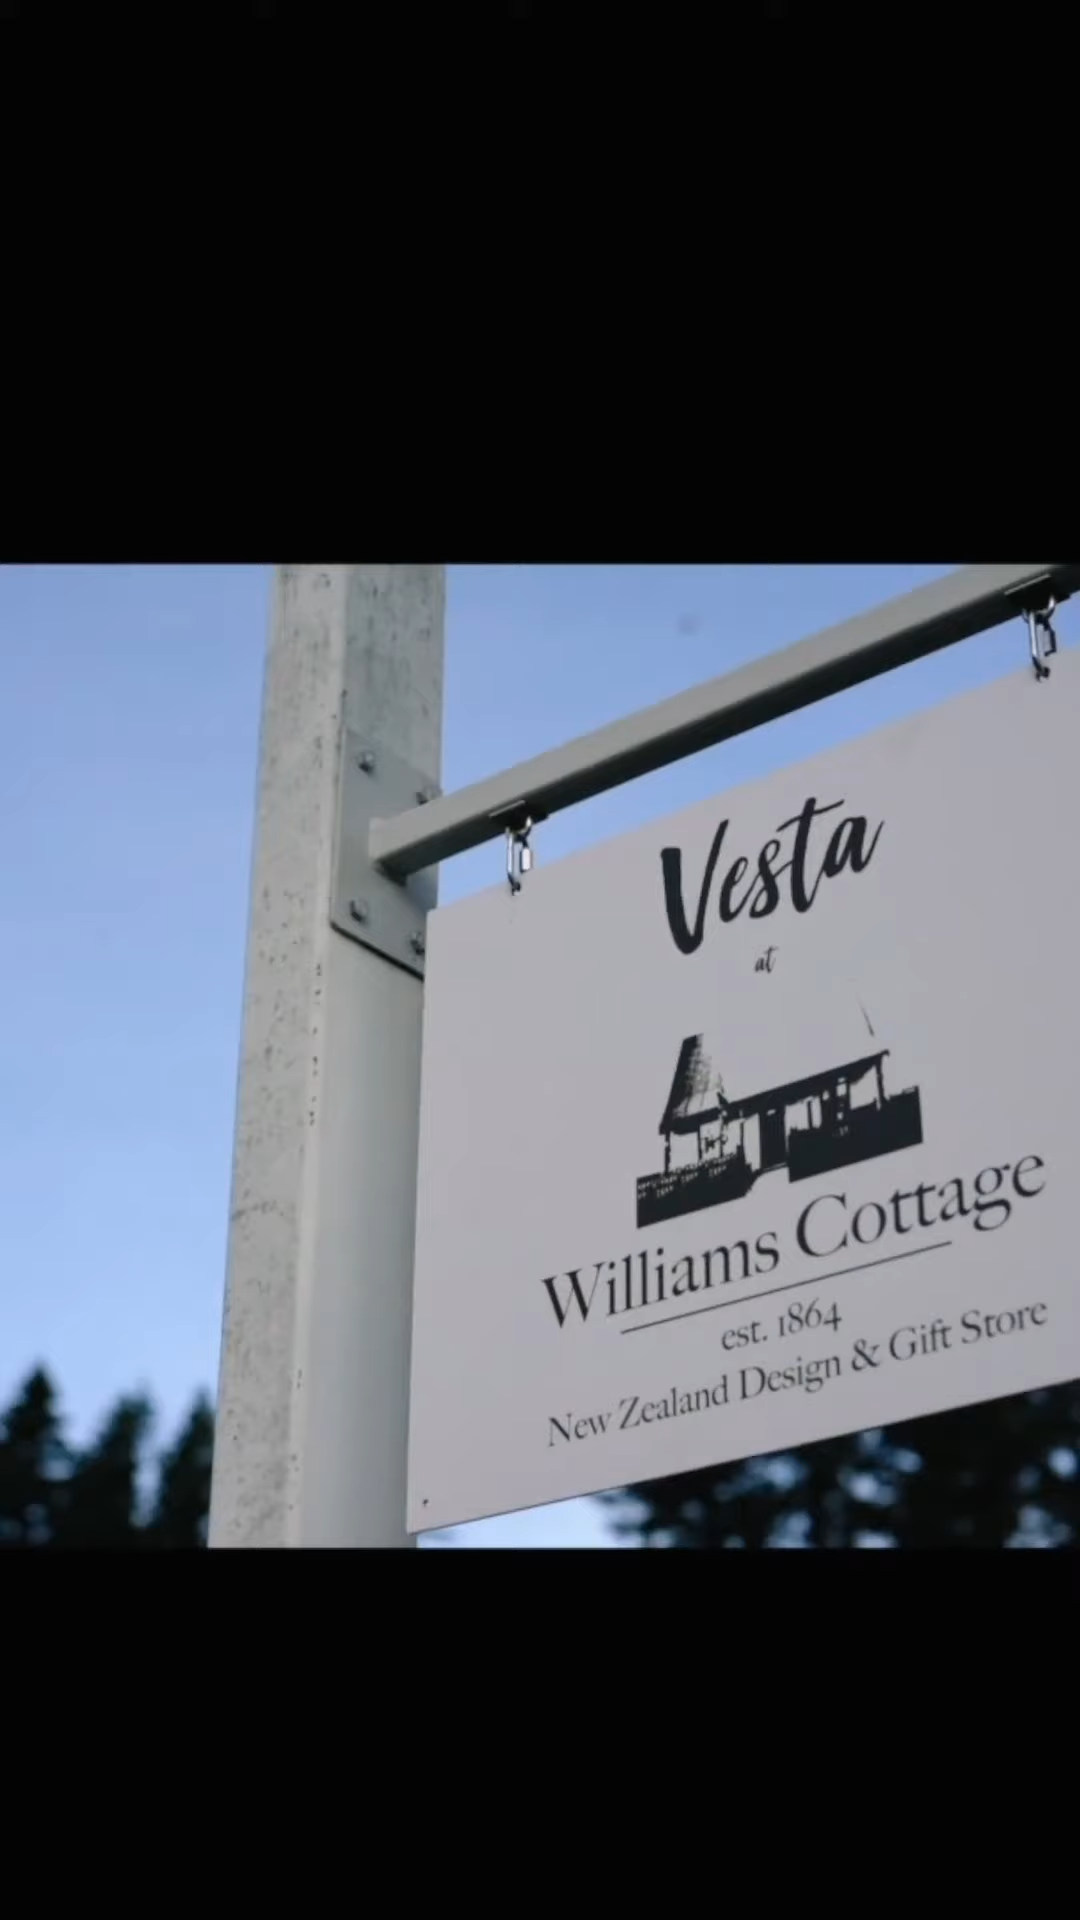 Vesta
at
Williams Cottage
est. 1864
New Zealand Design & Gift Store